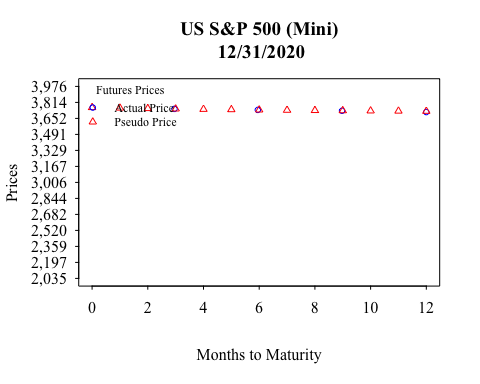 US S&P 500 (Mini)
12/31/2020
Futures Prices
Actual Price
Pseudo Price
Prices
3,976
3,814
3,652
3,491
3,329
3,167
3,006
2,844
2,682
2,520
2,359
2,197
2,035
0 2 4 6 8 10 12
Months to Maturity